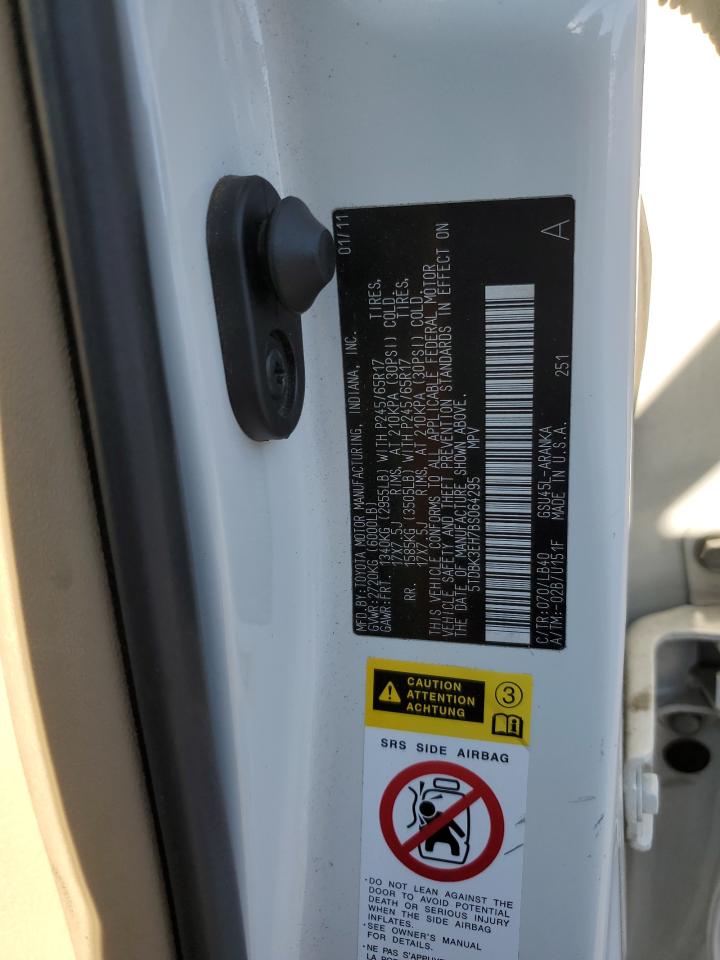 MFD.BY:TOYOTA MOTOR MANUFACTURING, INDIANA, INC. 01/11
GVWR:2720KG (6000LB)
GAWR:FRT. 1340KG (2955LB) WITH P245/65R17 TIRES,
17X7.5J RIMS, AT 210KPA (30PSI) COLD.
RR. 1585KG (3505LB) WITH P245/65R17 TIRES,
17X7.5J RIMS, AT 210KPA (30PSI) COLD.
THIS VEHICLE CONFORMS TO ALL APPLICABLE FEDERAL MOTOR
VEHICLE SAFETY AND THEFT PREVENTION STANDARDS IN EFFECT ON
THE DATE OF MANUFACTURE SHOWN ABOVE.
5TDBK3EH7BS064295 MPV
C/TR:070/LB40 GSU45L-ARANKA 251 A
A/TM:-02B/U151F MADE IN U.S.A.
CAUTION
ATTENTION
ACHTUNG
3
SRS SIDE AIRBAG
·DO NOT LEAN AGAINST THE
DOOR TO AVOID POTENTIAL
DEATH OR SERIOUS INJURY
WHEN THE SIDE AIRBAG
INFLATES.
·SEE OWNER'S MANUAL
FOR DETAILS.
·NE PAS S'APPUYER